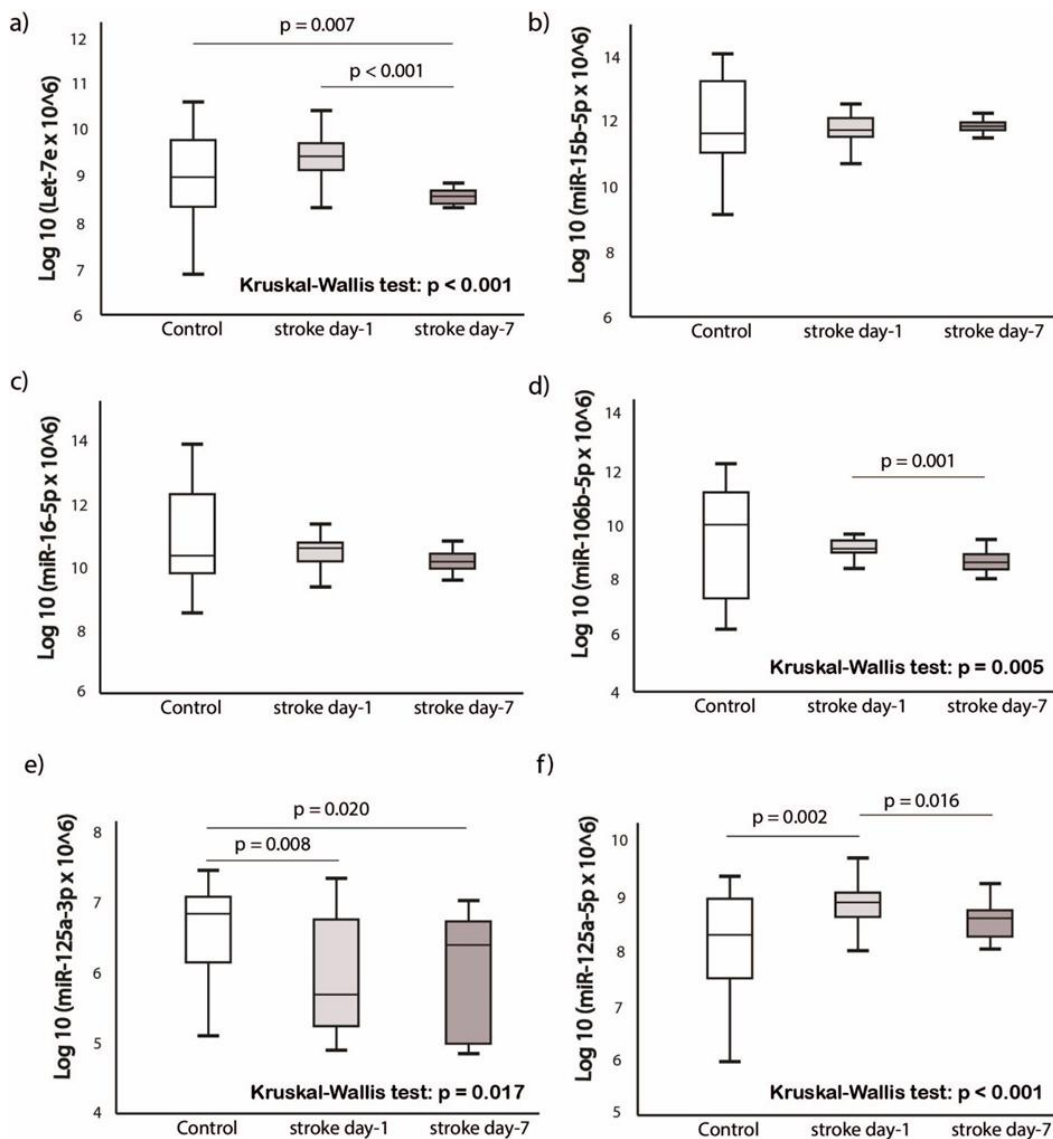 a)
Log 10 (Let-7e x 10^6)
12
11
10
9
8
7
6
p = 0.007
p < 0.001
Kruskal-Wallis test: p < 0.001
Control stroke day-1 stroke day-7
b)
Log 10 (miR-15b-5p x 10^6)
14
12
10
8
6
Control stroke day-1 stroke day-7
c)
Log 10 (miR-16-5p x 10^6)
14
12
10
8
6
Control stroke day-1 stroke day-7
d)
Log 10 (miR-106b-5p x 10^6)
14
12
10
8
6
4
p = 0.001
Kruskal-Wallis test: p = 0.005
Control stroke day-1 stroke day-7
e)
Log 10 (miR-125a-3p x 10^6)
8
7
6
5
4
p = 0.020
p = 0.008
Kruskal-Wallis test: p = 0.017
Control stroke day-1 stroke day-7
f)
Log 10 (miR-125a-5p x 10^6)
10
9
8
7
6
5
p = 0.002
p = 0.016
Kruskal-Wallis test: p < 0.001
Control stroke day-1 stroke day-7